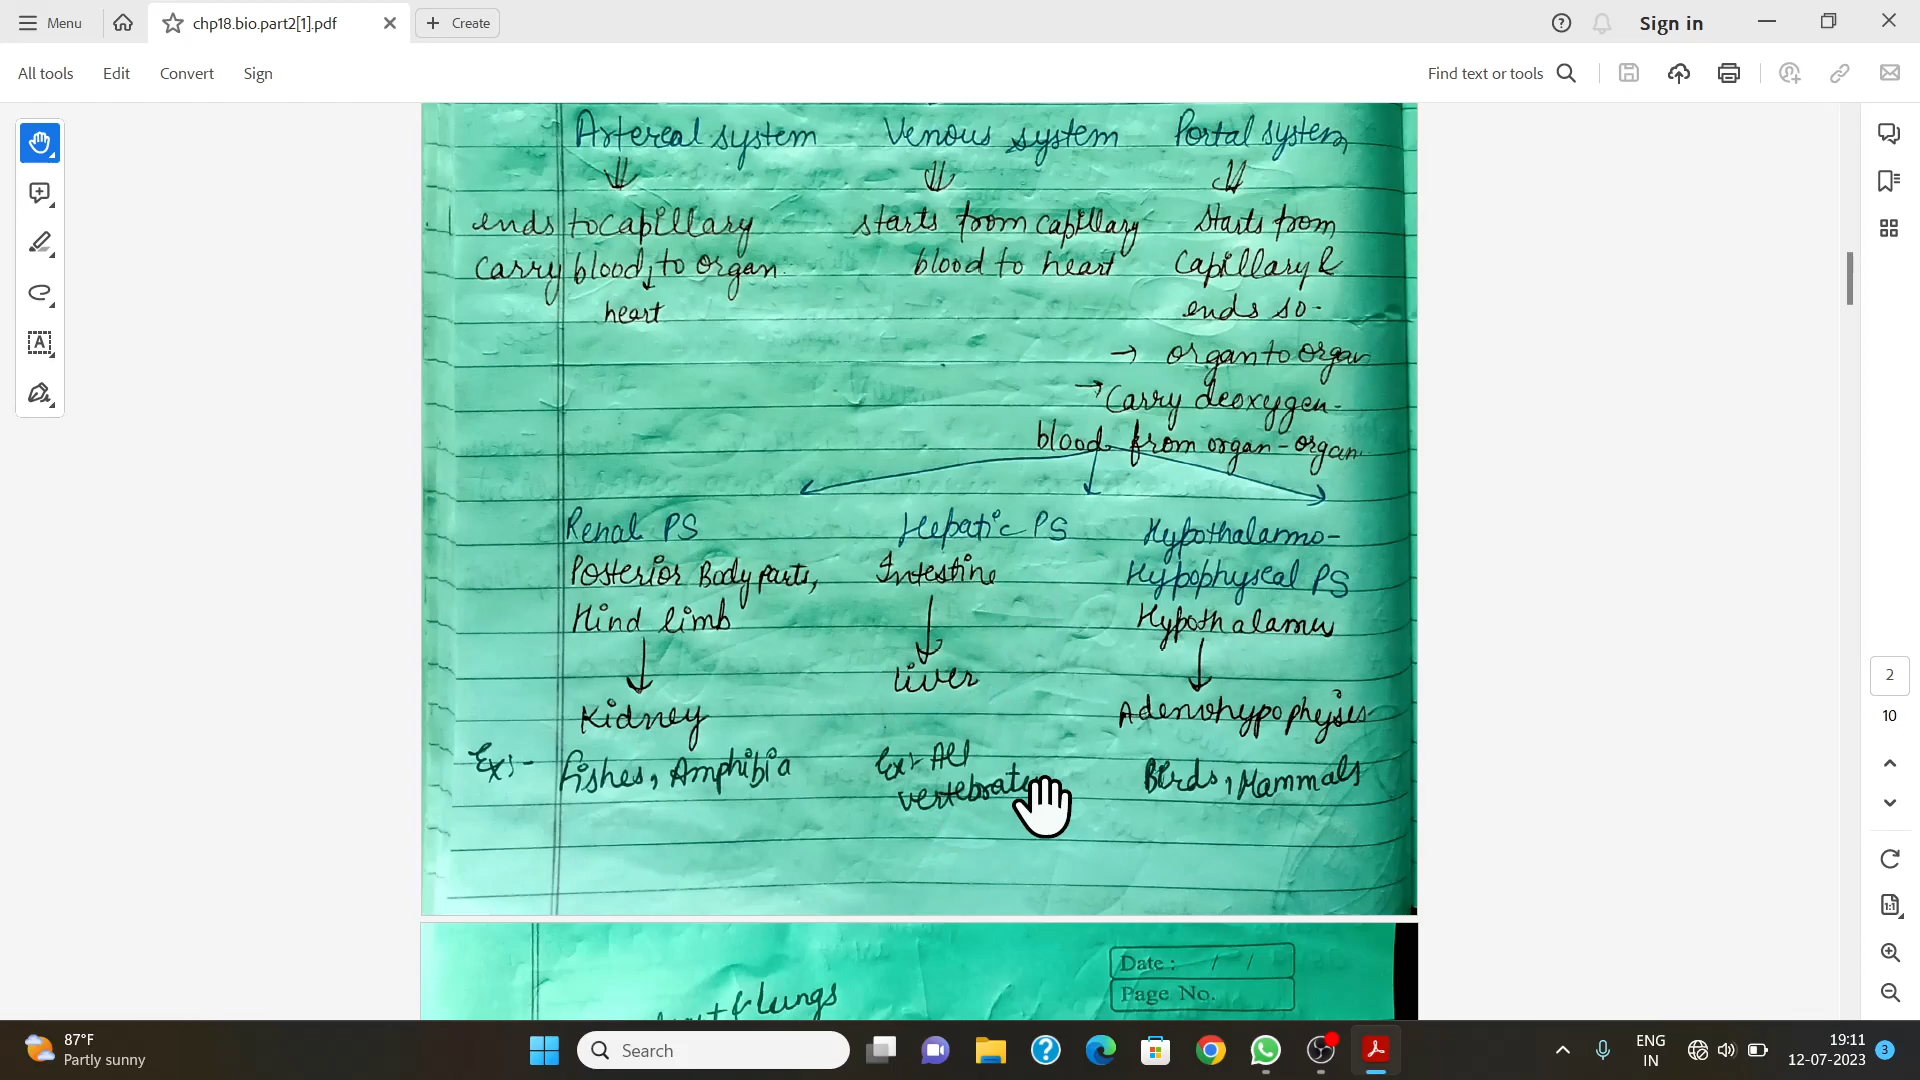 Menu
chp18.bio.part2[1].pdf
Create
Sign in
All tools Edit Convert Sign
Find text or tools
Artereal system Venous system Portal system
ends to capillary starts from capillary Starts from
carry blood, to organ blood to heart Capillary &
heart ends so-
→ organ to organ
→ Carry deoxygen-
blood from organ - organ.
Renal PS Hepatic PS Hypothalamo-
Posterior Body parts, Intestine Hypophyseal PS
Hind limb Hypothalamus
Liver
Kidney Adenohypophysis
Ex:- Fishes, Amphibia Ex:- All Birds, Mammals
vertebrate
Date : / /
Page No.
& lungs
2
10
87°F
Partly sunny
Search
ENG
IN
19:11
12-07-2023
3